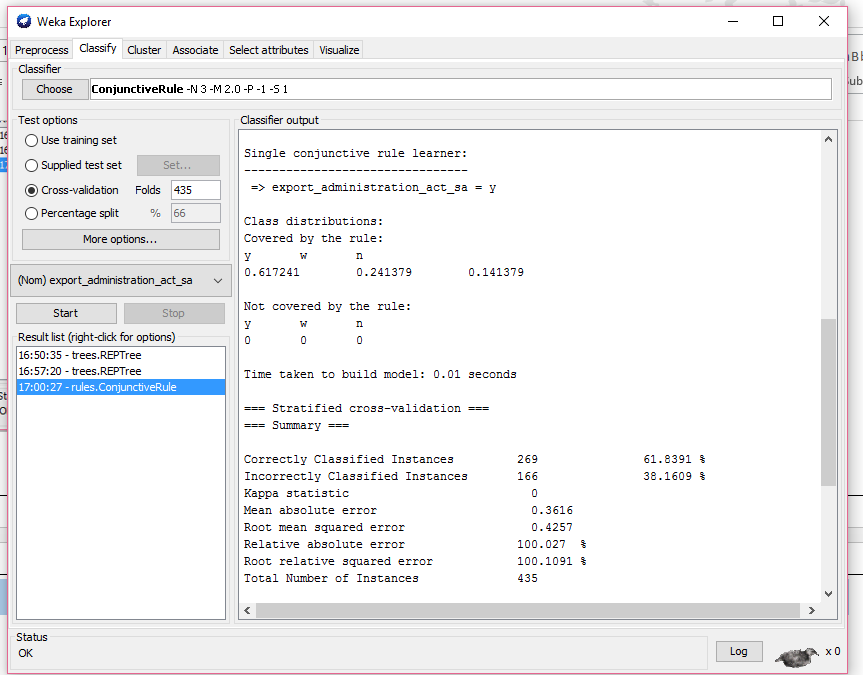 Weka Explorer
Preprocess Classify Cluster Associate Select attributes Visualize
Classifier
Choose ConjunctiveRule -N 3 -M 2.0 -P -1 -S 1
Test options
Use training set
Supplied test set Set...
Cross-validation Folds 435
Percentage split % 66
More options...
(Nom) export_administration_act_sa
Start Stop
Result list (right-click for options)
16:50:35 - trees.REPTree
16:57:20 - trees.REPTree
17:00:27 - rules.ConjunctiveRule
Classifier output
Single conjunctive rule learner:
--------------------------------
=> export_administration_act_sa = y
Class distributions:
Covered by the rule:
y w n
0.617241 0.241379 0.141379
Not covered by the rule:
y w n
0 0 0
Time taken to build model: 0.01 seconds
=== Stratified cross-validation ===
=== Summary ===
Correctly Classified Instances 269 61.8391 %
Incorrectly Classified Instances 166 38.1609 %
Kappa statistic 0
Mean absolute error 0.3616
Root mean squared error 0.4257
Relative absolute error 100.027 %
Root relative squared error 100.1091 %
Total Number of Instances 435
Status
OK
Log x 0